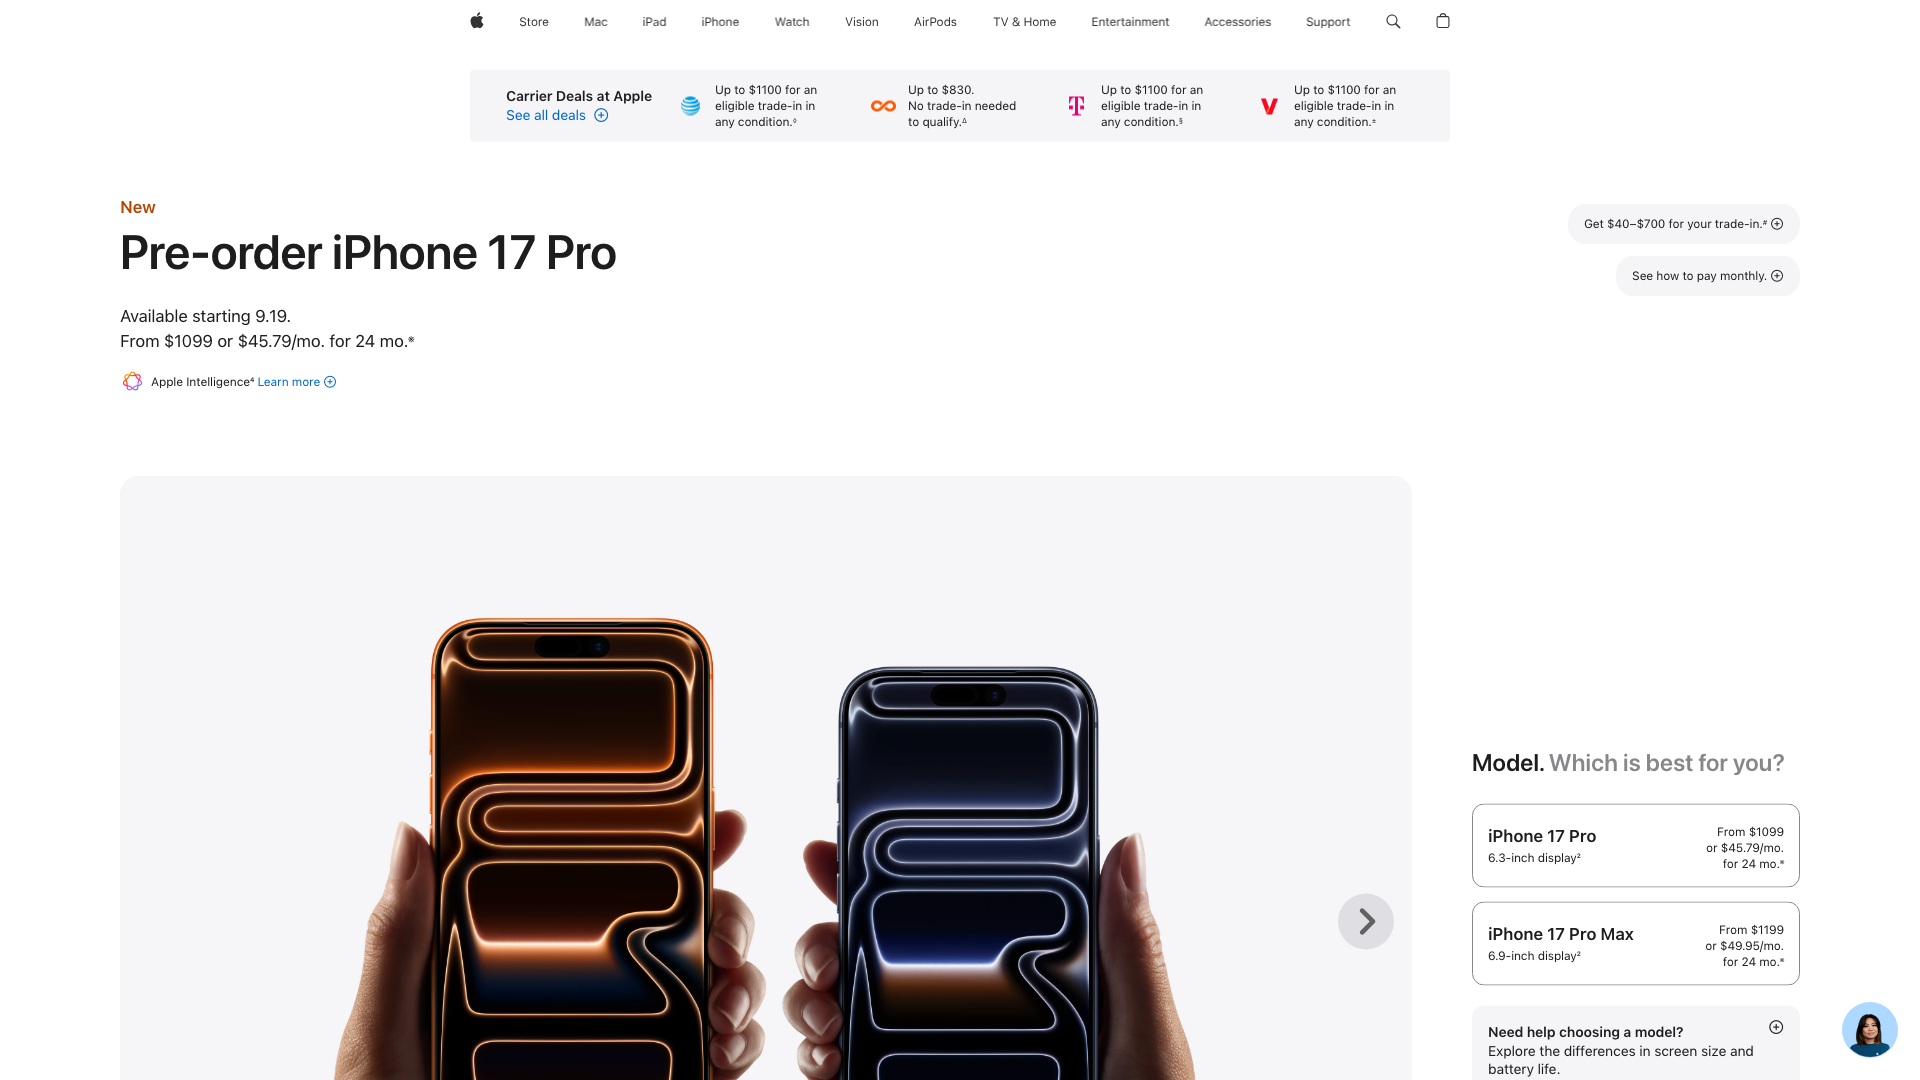 Store
Mac
iPad
iPhone
Watch
Vision
AirPods
TV & Home
Entertainment
Accessories
Support
Carrier Deals at Apple
See all deals
Up to $1100 for an
eligible trade-in in
any condition.◊
Up to $830.
No trade-in needed
to qualify.∆
Up to $1100 for an
eligible trade-in in
any condition.§
Up to $1100 for an
eligible trade-in in
any condition.±
New
Pre-order iPhone 17 Pro
Available starting 9.19.
From $1099 or $45.79/mo. for 24 mo.※
Apple Intelligence⁴ Learn more
Get $40–$700 for your trade-in.#
See how to pay monthly.
Model. Which is best for you?
iPhone 17 Pro
6.3-inch display²
From $1099
or $45.79/mo.
for 24 mo.※
iPhone 17 Pro Max
6.9-inch display²
From $1199
or $49.95/mo.
for 24 mo.※
Need help choosing a model?
Explore the differences in screen size and
battery life.